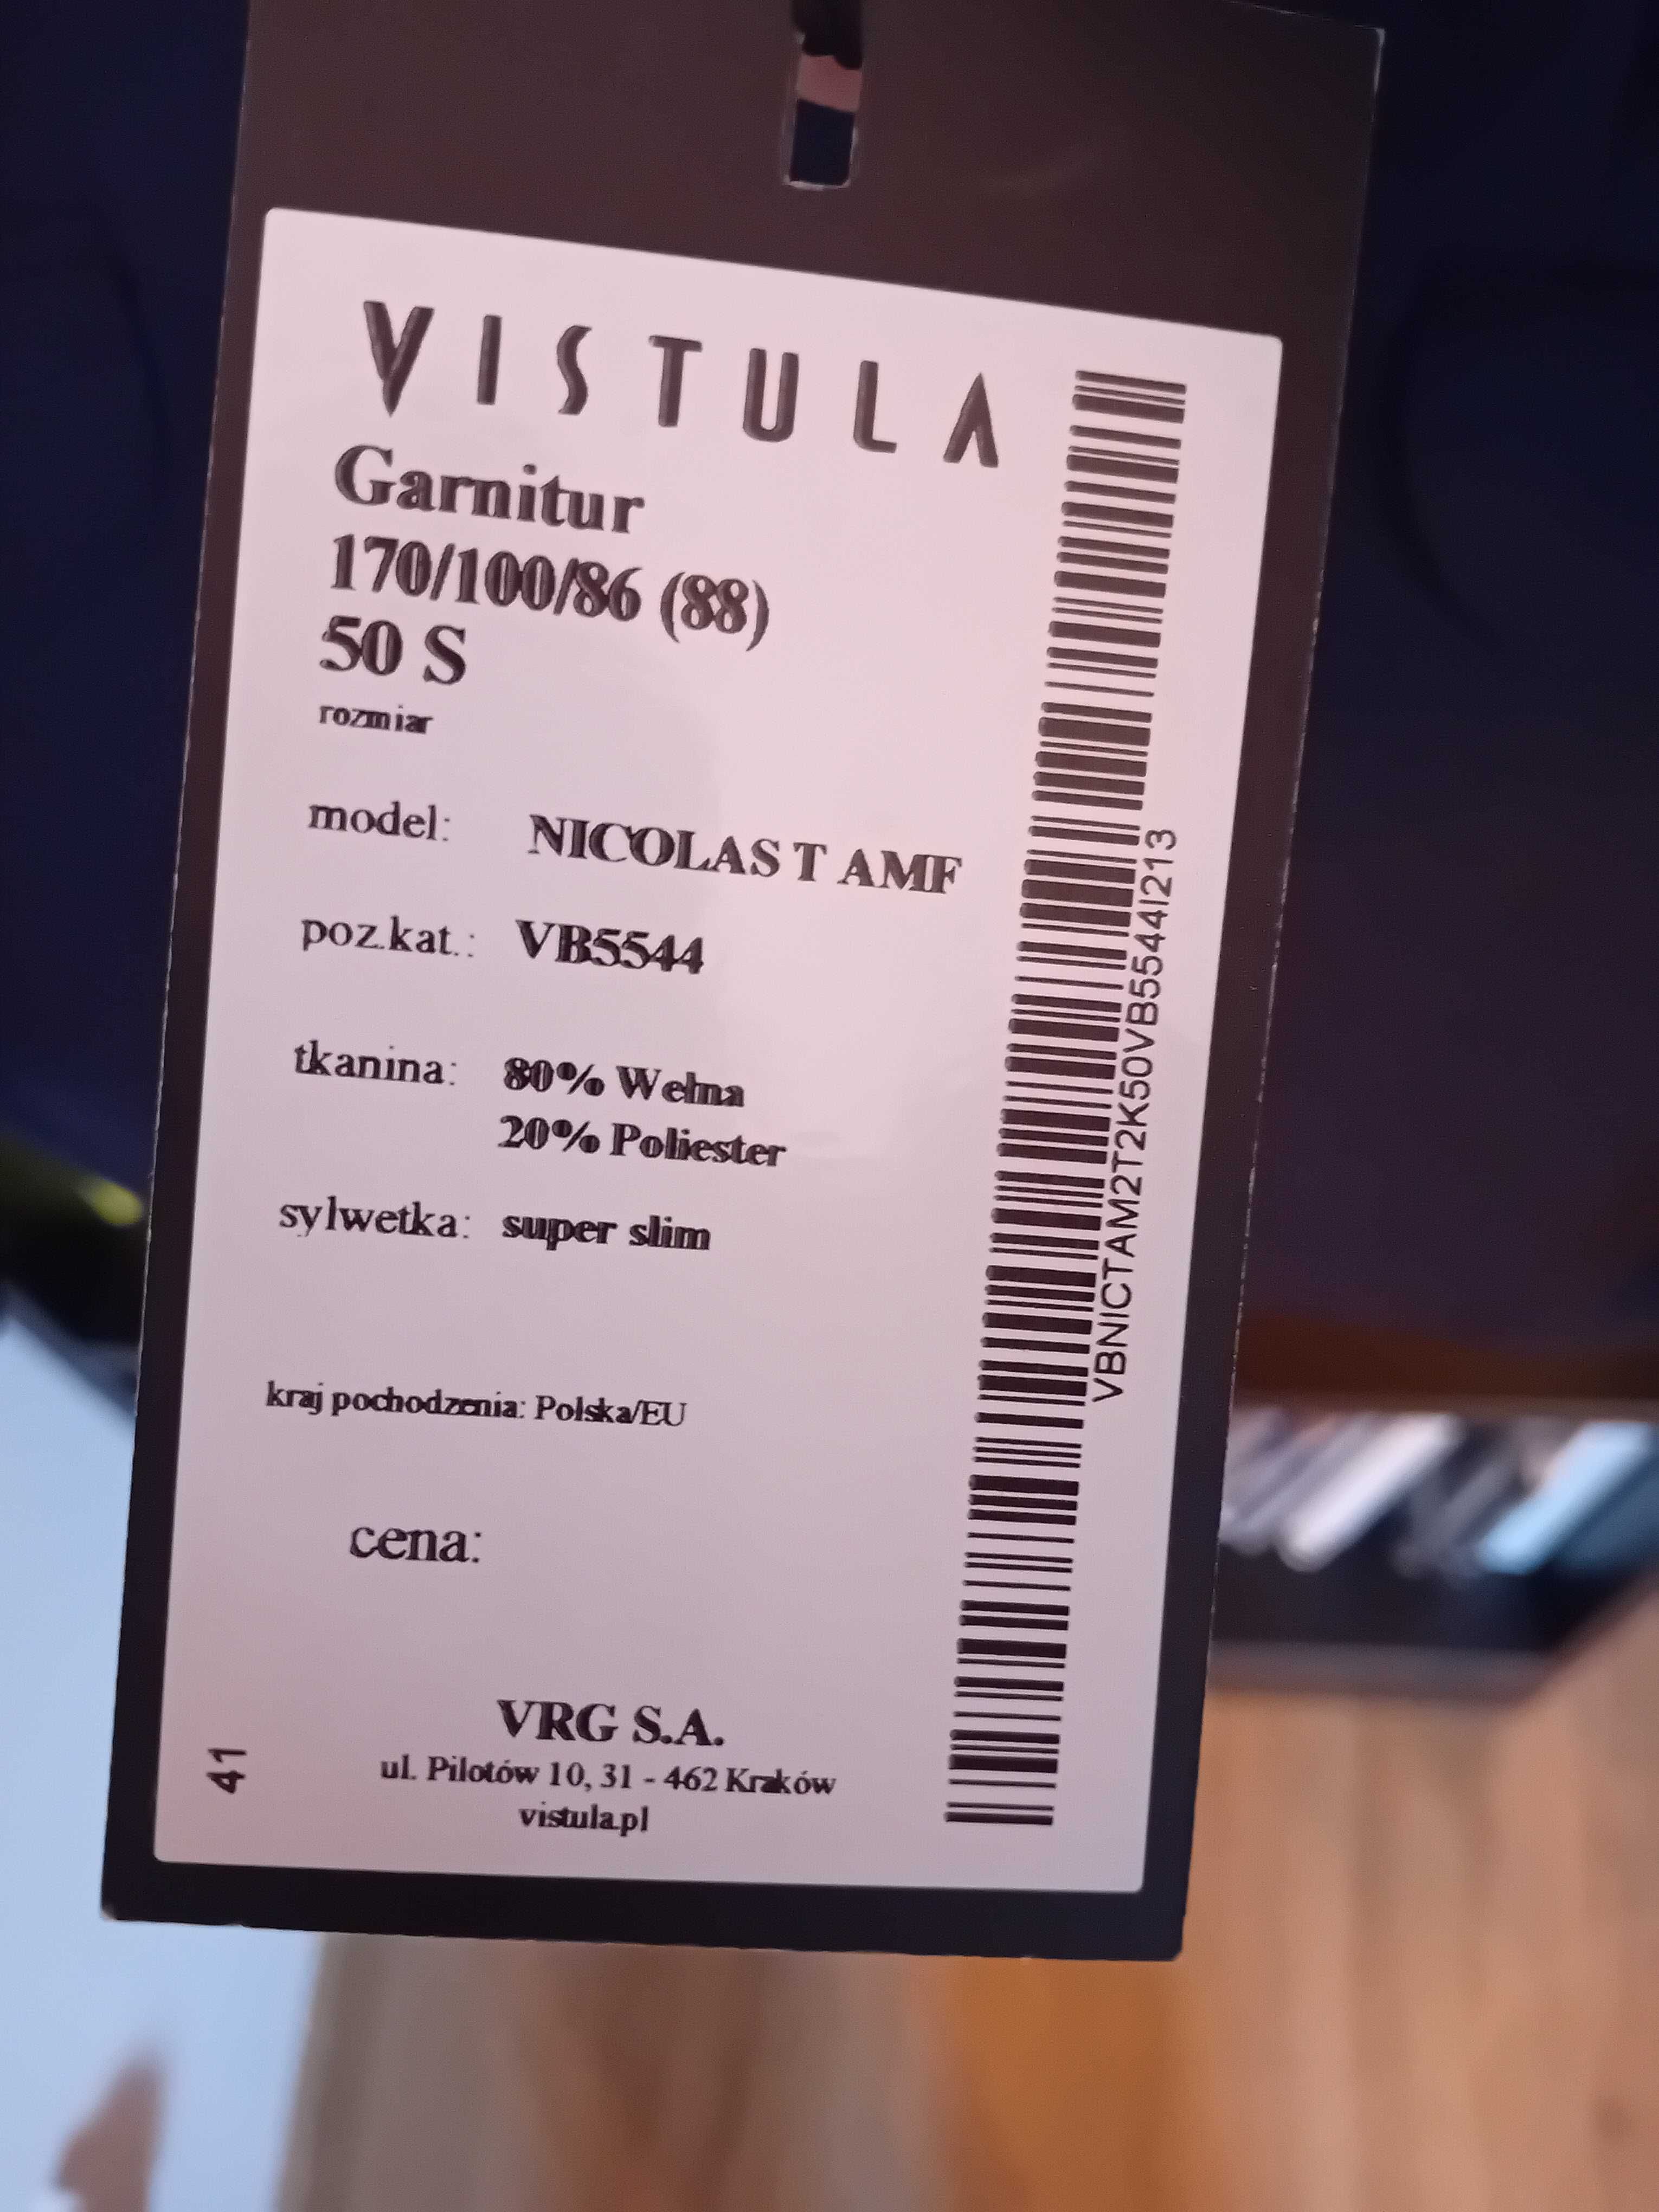 VISTULA
Garnitur
170/100/86 (88)
50 S
rozmiar
model: NICOLAS T AMF
poz.kat.: VB5544
tkanina: 80% Wełna
20% Poliester
sylwetka: super slim
kraj pochodzenia: Polska/EU
cena:
VRG S.A.
ul. Pilotów 10, 31 - 462 Kraków
vistula.pl
41
VBNICTAM2T2K50VB5544I213